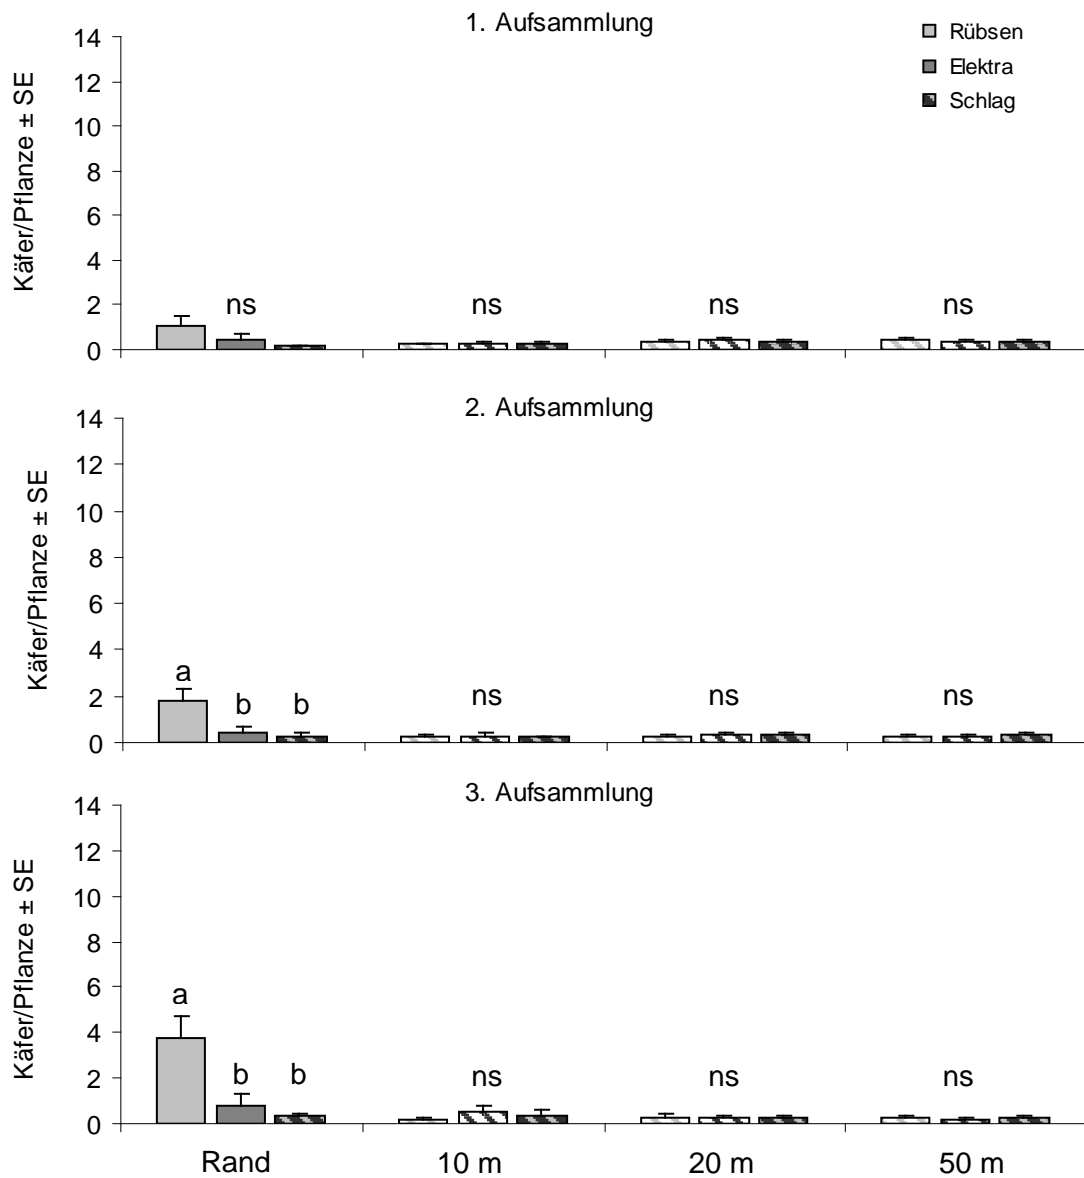 1. Aufsammlung
Rübsen
Elektra
Schlag
Käfer/Pflanze ± SE
14
12
10
8
6
4
2
0
ns ns ns ns
2. Aufsammlung
Käfer/Pflanze ± SE
14
12
10
8
6
4
2
0
a b b ns ns ns
3. Aufsammlung
Käfer/Pflanze ± SE
14
12
10
8
6
4
2
0
a b b ns ns ns
Rand 10 m 20 m 50 m